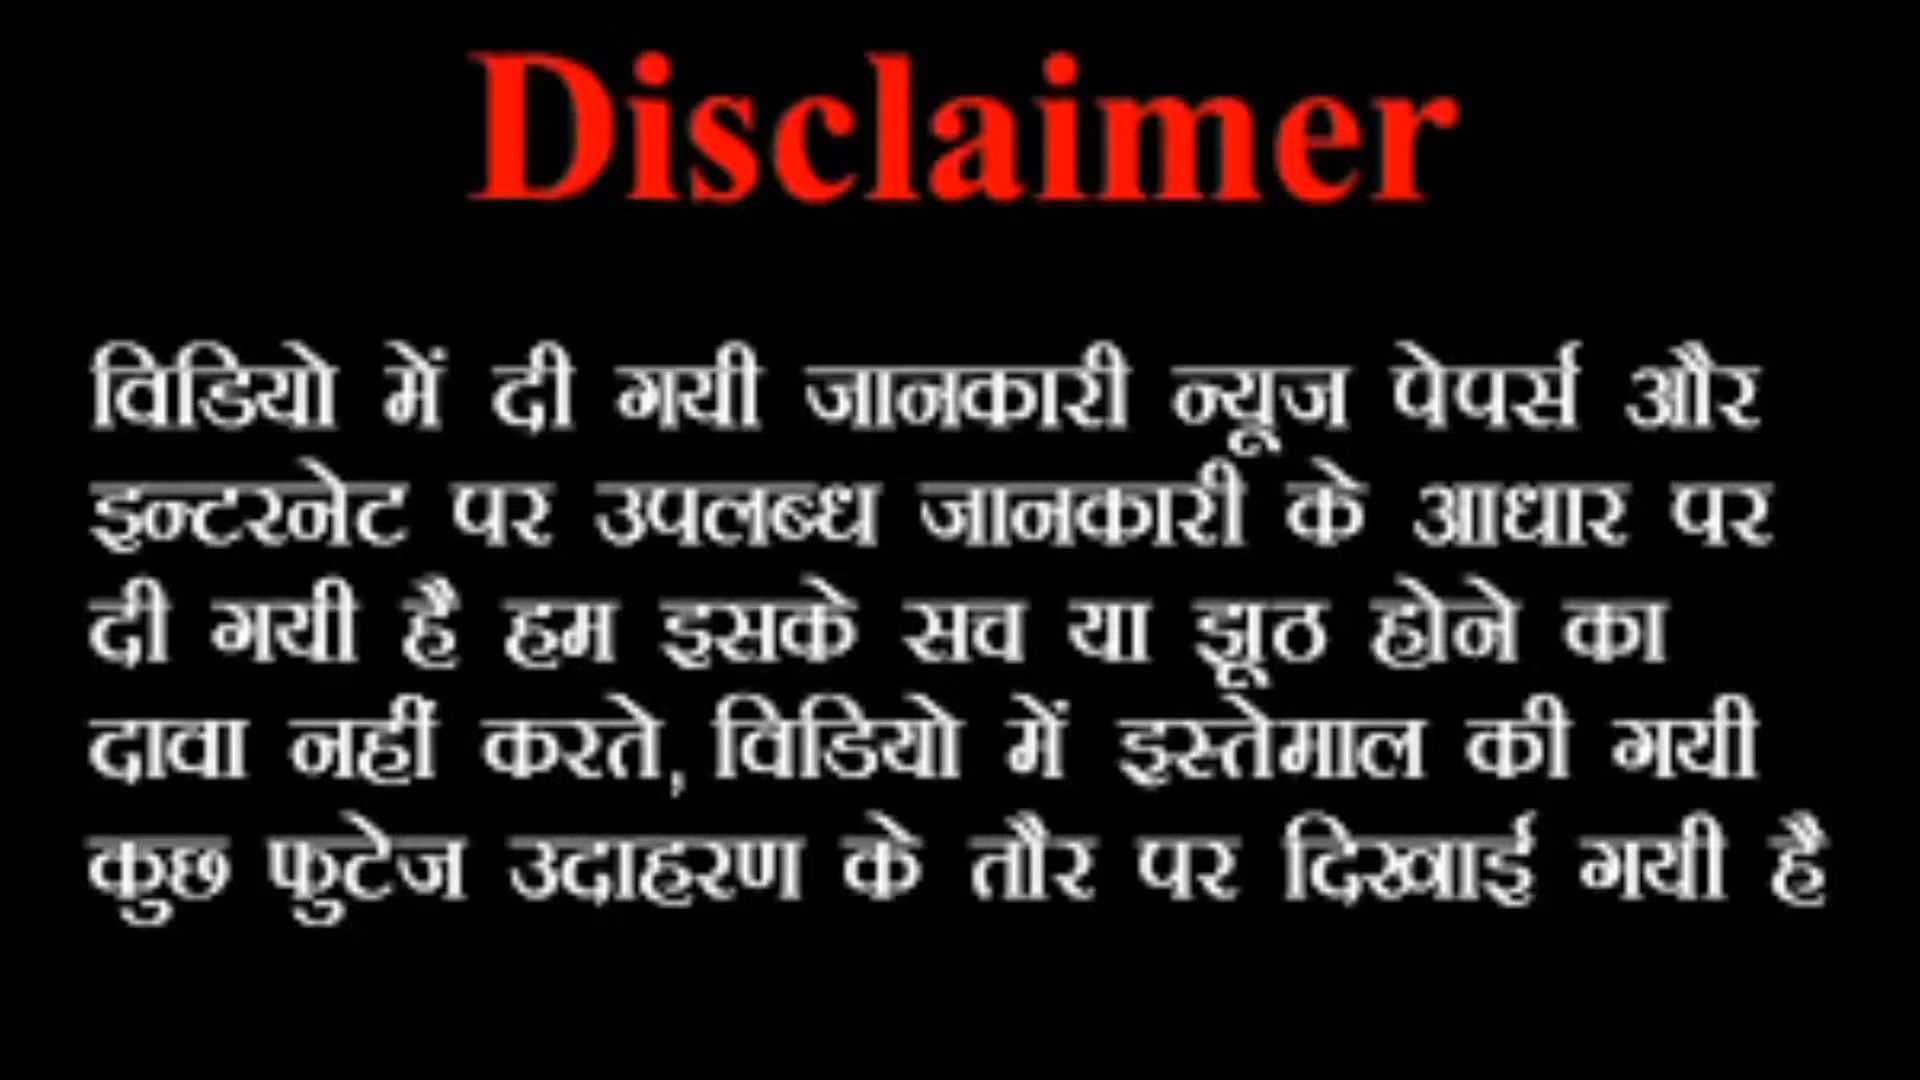 Disclaimer
विडियो में दी गयी जानकारी न्यूज पेपर्स और
इन्टरनेट पर उपलब्ध जानकारी के आधार पर
दी गयी है हम इसके सच या झूठ होने का
दावा नहीं करते, विडियो में इस्तेमाल की गयी
कुछ फुटेज उदाहरण के तौर पर दिखाई गयी है